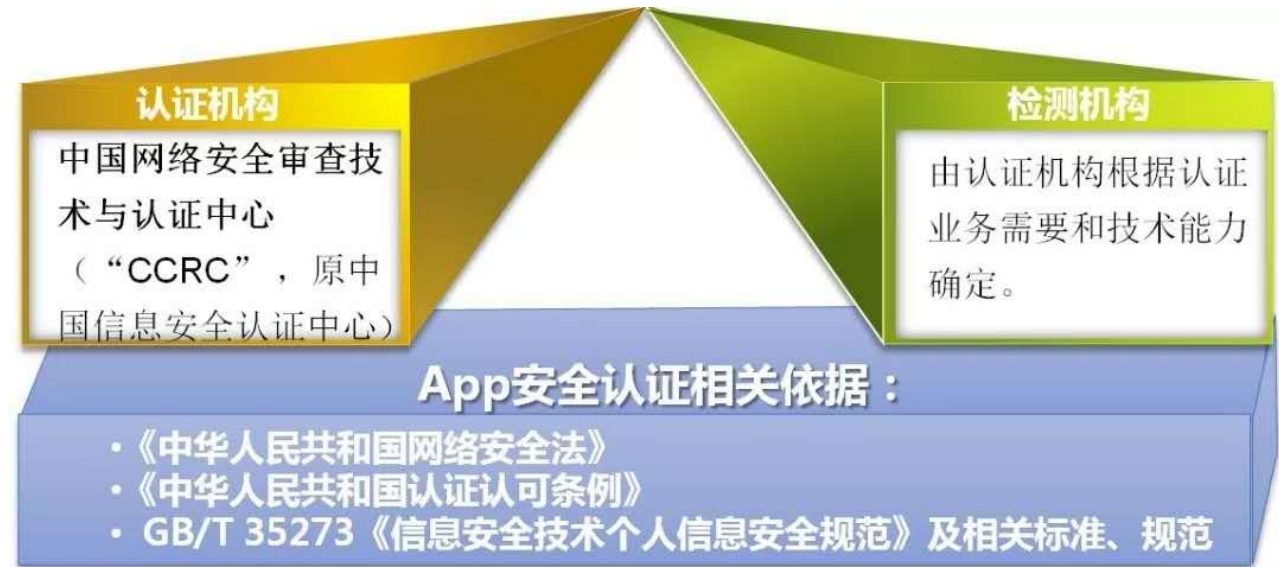 认证机构
中国网络安全审查技
术与认证中心
（“CCRC”，原中
国信息安全认证中心）
检测机构
由认证机构根据认证
业务需要和技术能力
确定。
App安全认证相关依据：
·《中华人民共和国网络安全法》
·《中华人民共和国认证认可条例》
· GB/T 35273《信息安全技术个人信息安全规范》及相关标准、规范